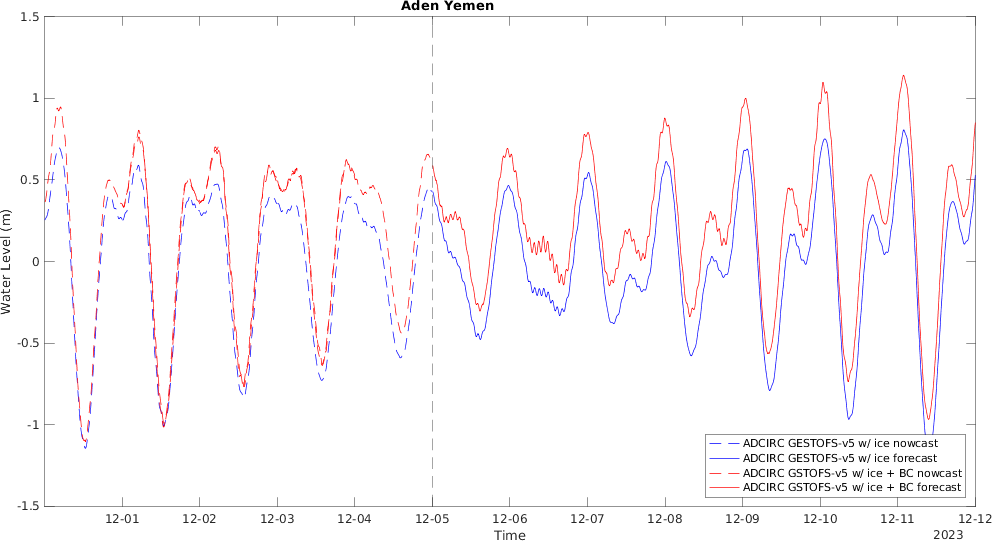 Aden Yemen
1.5
1
0.5
0
-0.5
-1
-1.5
Water Level (m)
ADCIRC GESTOFS-v5 w/ ice nowcast
ADCIRC GESTOFS-v5 w/ ice forecast
ADCIRC GSTOFS-v5 w/ ice + BC nowcast
ADCIRC GSTOFS-v5 w/ ice + BC forecast
12-01 12-02 12-03 12-04 12-05 12-06 12-07 12-08 12-09 12-10 12-11 12-12
Time
2023